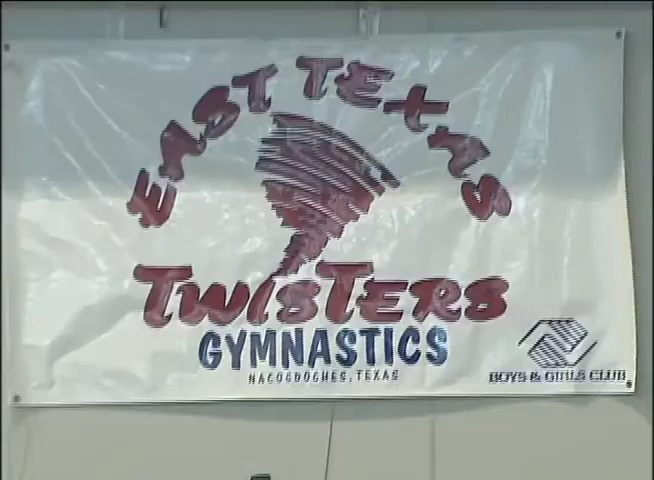 EAST TEXAS
TWISTERS
GYMNASTICS
NACOGDOCHES, TEXAS
BOYS & GIRLS CLUB